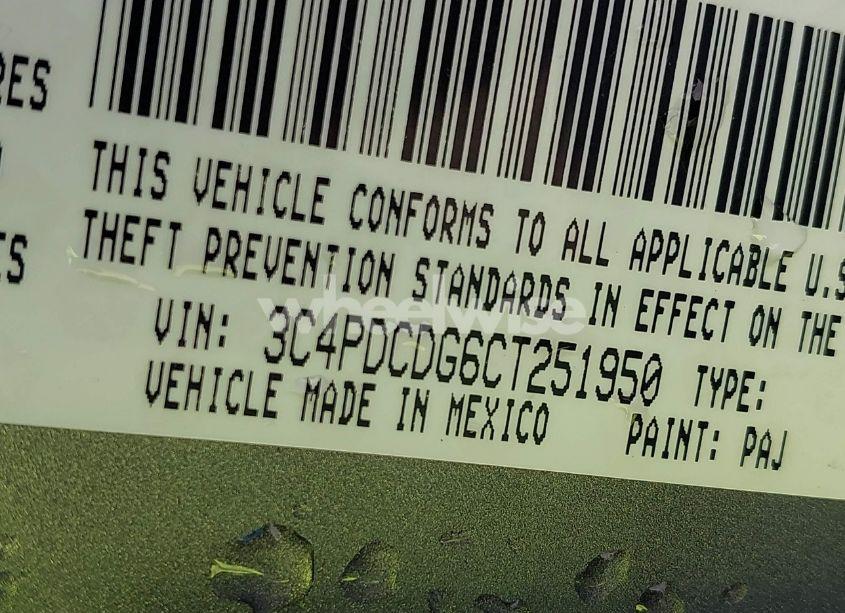 THIS VEHICLE CONFORMS TO ALL APPLICABLE U.S
THEFT PREVENTION STANDARDS IN EFFECT ON THE
VIN: 3C4PDCDG6CT251950 TYPE:
VEHICLE MADE IN MEXICO PAINT: PAJ
wheelwise